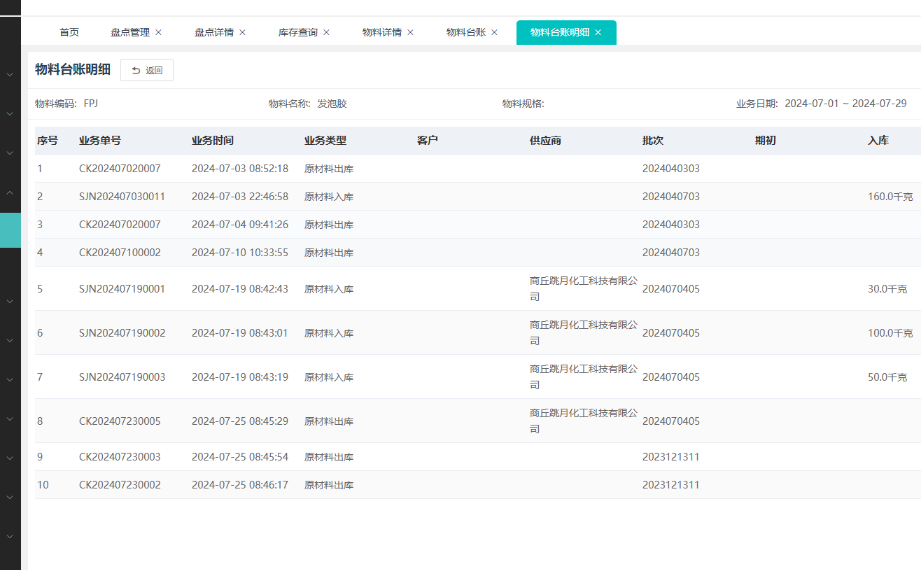 首页 盘点管理 × 盘点详情 × 库存查询 × 物料详情 × 物料台账 × 物料台账明细 ×
物料台账明细 返回
物料编码: FPJ 物料名称: 发泡胶 物料规格: 业务日期: 2024-07-01 ~ 2024-07-29
序号 业务单号 业务时间 业务类型 客户 供应商 批次 期初 入库
1 CK202407020007 2024-07-03 08:52:18 原材料出库 2024040303
2 SJN202407030011 2024-07-03 22:46:58 原材料入库 2024040703 160.0千克
3 CK202407020007 2024-07-04 09:41:26 原材料出库 2024040303
4 CK202407100002 2024-07-10 10:33:55 原材料出库 2024040703
5 SJN202407190001 2024-07-19 08:42:43 原材料入库 商丘跳月化工科技有限公司 2024070405 30.0千克
6 SJN202407190002 2024-07-19 08:43:01 原材料入库 商丘跳月化工科技有限公司 2024070405 100.0千克
7 SJN202407190003 2024-07-19 08:43:19 原材料入库 商丘跳月化工科技有限公司 2024070405 50.0千克
8 CK202407230005 2024-07-25 08:45:29 原材料出库 商丘跳月化工科技有限公司 2024070405
9 CK202407230003 2024-07-25 08:45:54 原材料出库 2023121311
10 CK202407230002 2024-07-25 08:46:17 原材料出库 2023121311